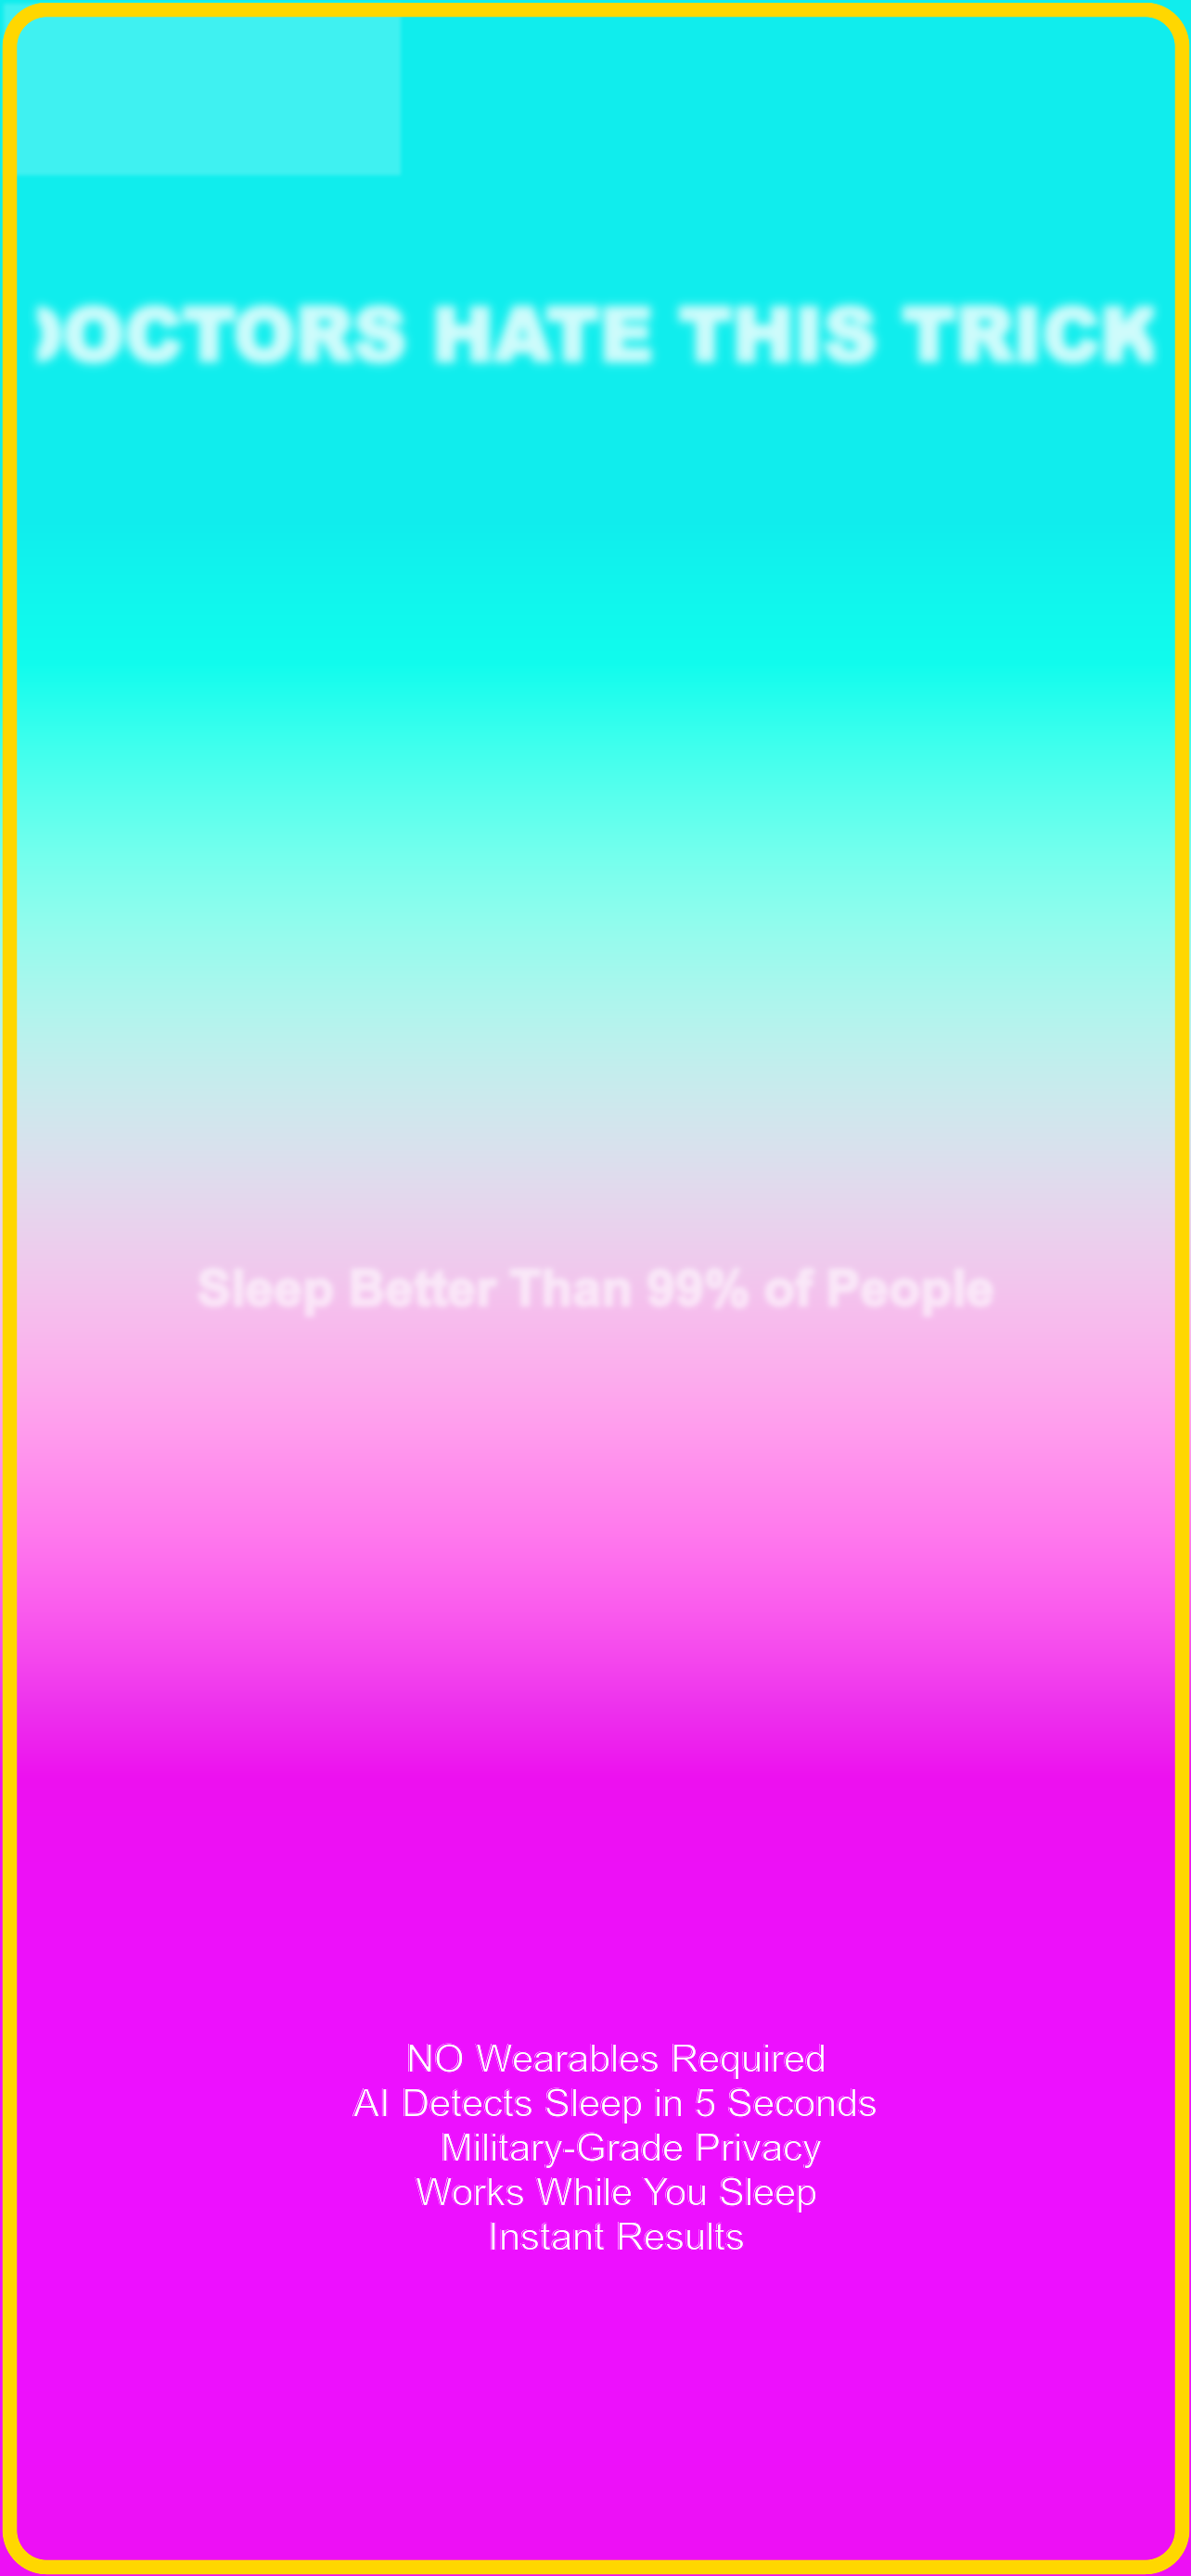 DOCTORS HATE THIS TRICK
Sleep Better Than 99% of People
NO Wearables Required
AI Detects Sleep in 5 Seconds
Military-Grade Privacy
Works While You Sleep
Instant Results